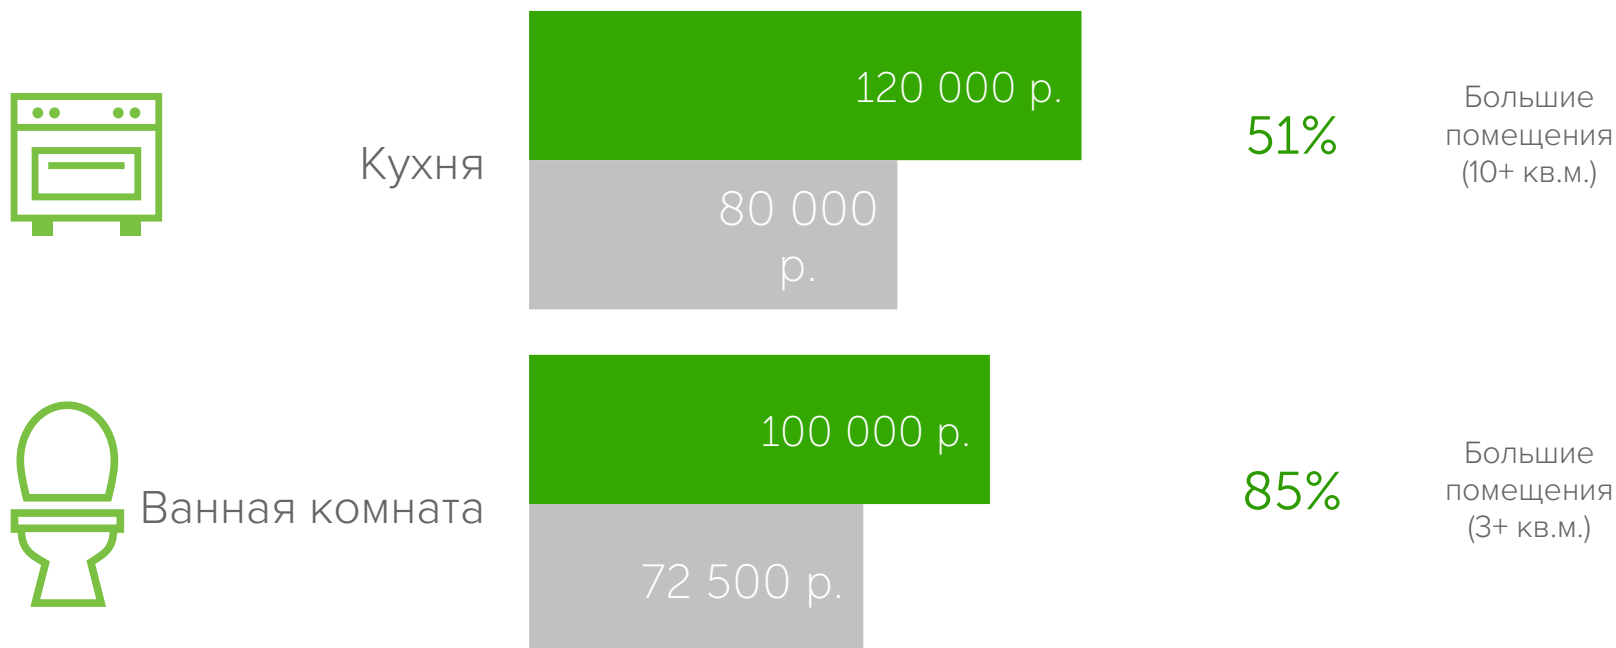 Кухня
120 000 р.
80 000
р.
51%
Большие
помещения
(10+ кв.м.)
Ванная комната
100 000 р.
72 500 р.
85%
Большие
помещения
(3+ кв.м.)